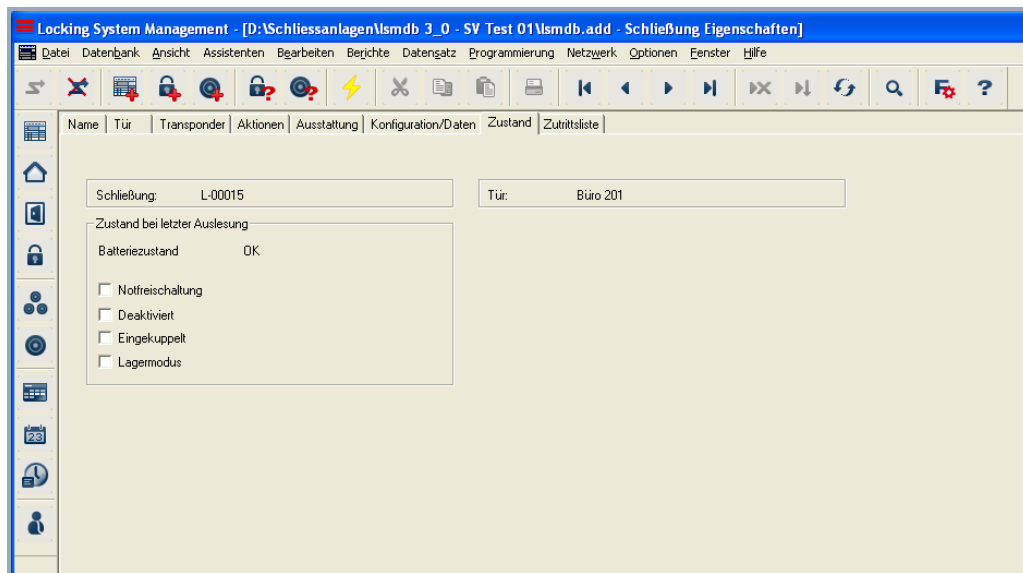 Locking System Management - [D:\Schliessanlagen\lsmdb 3_0 - SV Test 01\lsmdb.add - Schließung Eigenschaften]
Datei Datenbank Ansicht Assistenten Bearbeiten Berichte Datensatz Programmierung Netzwerk Optionen Fenster Hilfe
Name Tür Transponder Aktionen Ausstattung Konfiguration/Daten Zustand Zutrittsliste
Schließung: L-00015 Tür: Büro 201
Zustand bei letzter Auslesung
Batteriezustand OK
Notfreischaltung
Deaktiviert
Eingekuppelt
Lagermodus
23